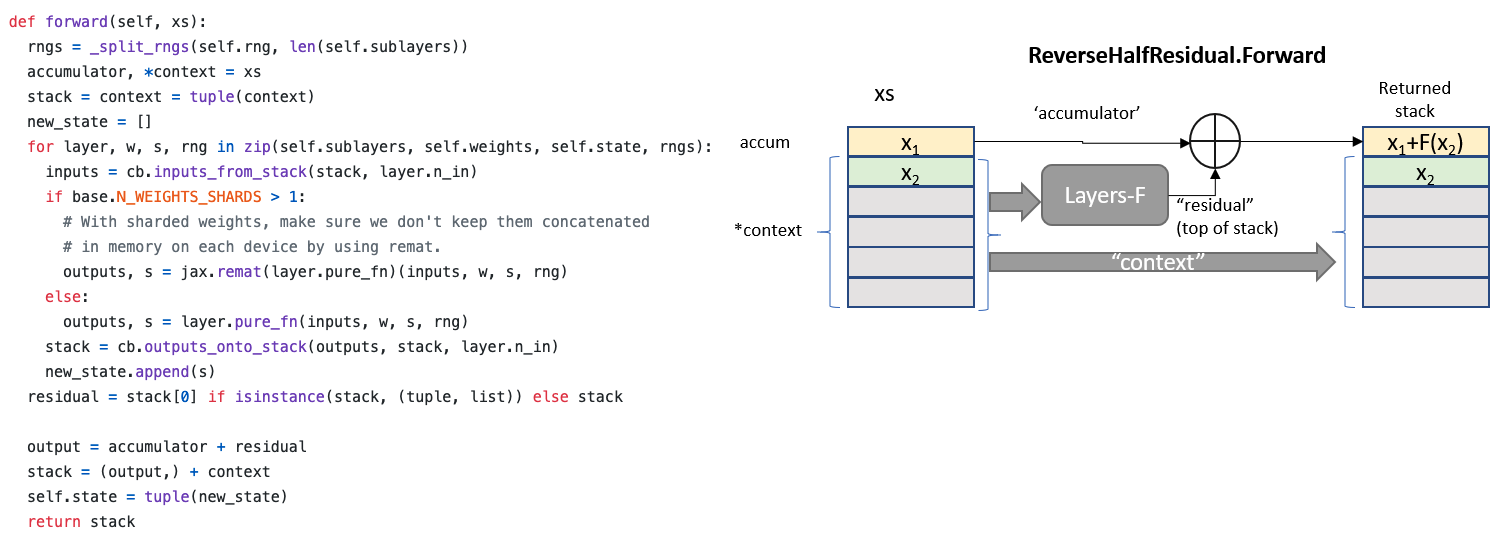 def forward(self, xs):
  rngs = _split_rngs(self.rng, len(self.sublayers))
  accumulator, *context = xs
  stack = context = tuple(context)
  new_state = []
  for layer, w, s, rng in zip(self.sublayers, self.weights, self.state, rngs):
    inputs = cb.inputs_from_stack(stack, layer.n_in)
    if base.N_WEIGHTS_SHARDS > 1:
      # With sharded weights, make sure we don't keep them concatenated
      # in memory on each device by using remat.
      outputs, s = jax.remat(layer.pure_fn)(inputs, w, s, rng)
    else:
      outputs, s = layer.pure_fn(inputs, w, s, rng)
    stack = cb.outputs_onto_stack(outputs, stack, layer.n_in)
    new_state.append(s)
  residual = stack[0] if isinstance(stack, (tuple, list)) else stack
  output = accumulator + residual
  stack = (output,) + context
  self.state = tuple(new_state)
  return stack
ReverseHalfResidual.Forward
xs
'accumulator'
Returned
stack
accum
x₁
x₁+F(x₂)
x₂
x₂
Layers-F
"residual"
(top of stack)
*context
"context"